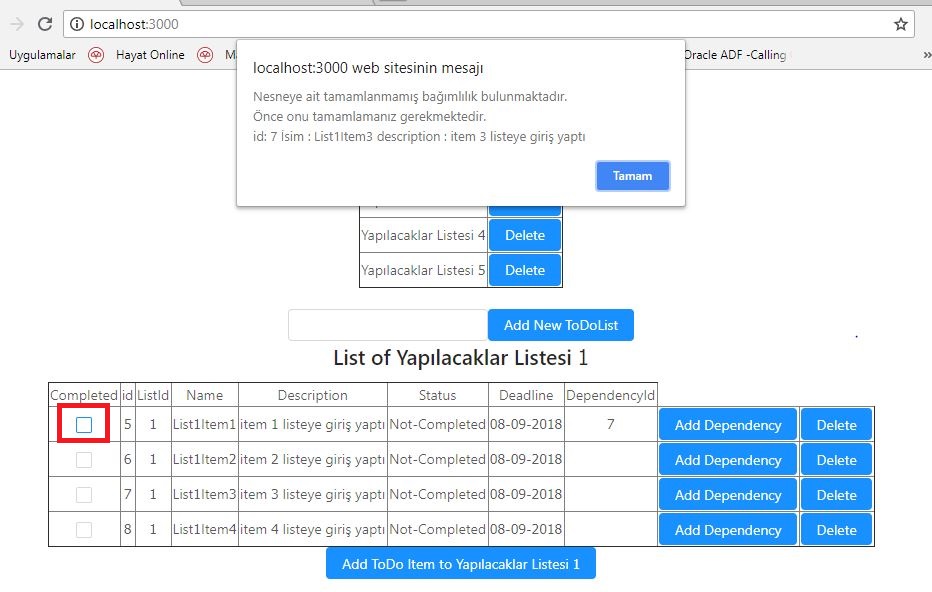 localhost:3000
Uygulamalar Hayat Online Oracle ADF -Calling »
localhost:3000 web sitesinin mesajı
Nesneye ait tamamlanmamış bağımlılık bulunmaktadır.
Önce onu tamamlamanız gerekmektedir.
id: 7 İsim : List1Item3 description : item 3 listeye giriş yaptı
Tamam
Yapılacaklar Listesi 4 Delete
Yapılacaklar Listesi 5 Delete
Add New ToDoList
List of Yapılacaklar Listesi 1
Completed id ListId Name Description Status Deadline DependencyId
5 1 List1Item1 item 1 listeye giriş yaptı Not-Completed 08-09-2018 7 Add Dependency Delete
6 1 List1Item2 item 2 listeye giriş yaptı Not-Completed 08-09-2018 Add Dependency Delete
7 1 List1Item3 item 3 listeye giriş yaptı Not-Completed 08-09-2018 Add Dependency Delete
8 1 List1Item4 item 4 listeye giriş yaptı Not-Completed 08-09-2018 Add Dependency Delete
Add ToDo Item to Yapılacaklar Listesi 1